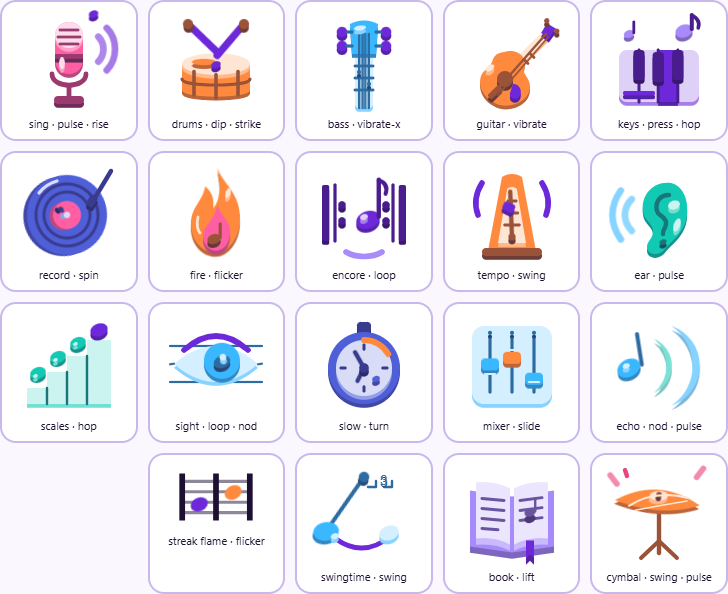 sing · pulse · rise
drums · dip · strike
bass · vibrate-x
guitar · vibrate
keys · press · hop
record · spin
fire · flicker
encore · loop
tempo · swing
ear · pulse
scales · hop
sight · loop · nod
slow · turn
mixer · slide
echo · nod · pulse
streak flame · flicker
swingtime · swing
book · lift
cymbal · swing · pulse